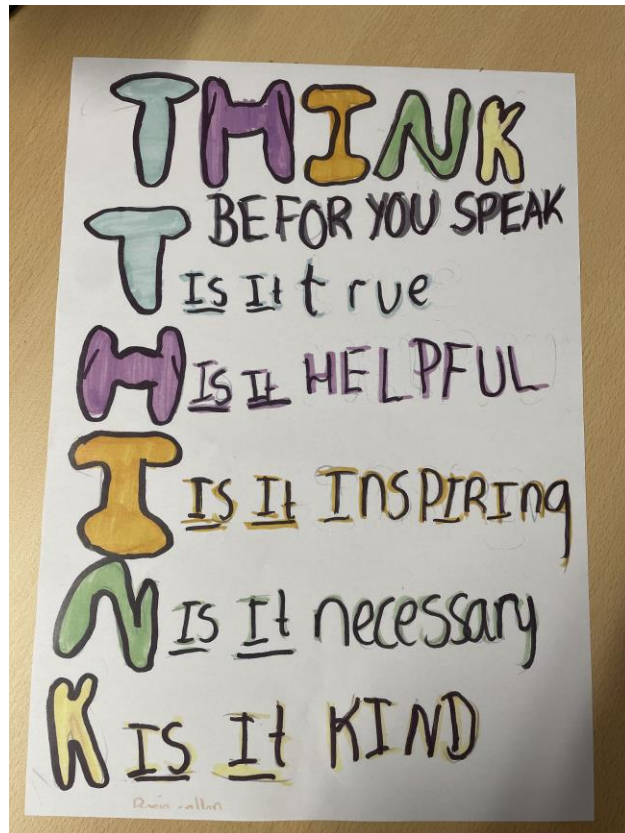 THINK
BEFOR YOU SPEAK
T Is It true
H Is It HELPFUL
I Is It InSPIRIng
N Is It necessary
K IS It KIND